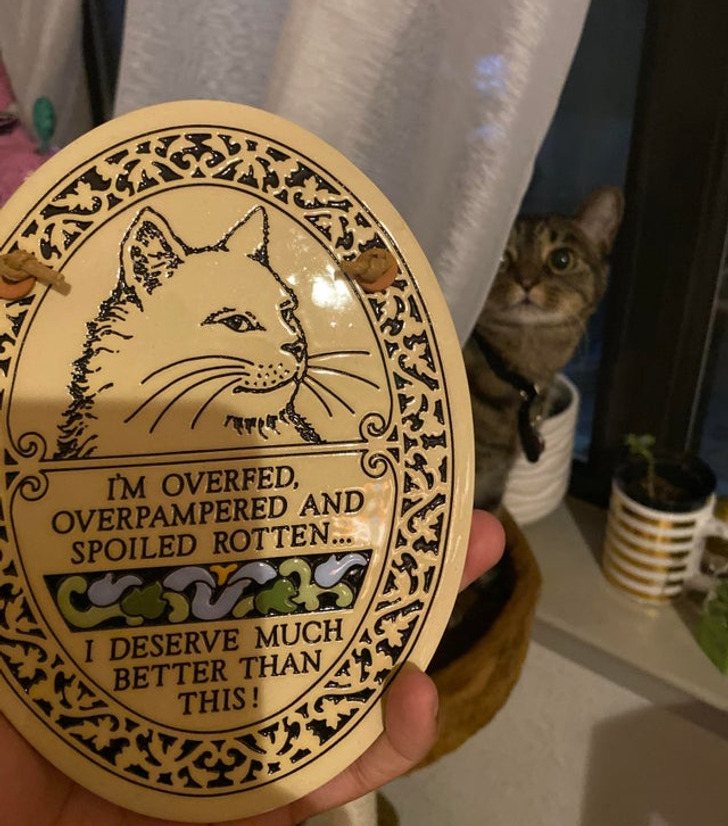 I'M OVERFED,
OVERPAMPERED AND
SPOILED ROTTEN...
I DESERVE MUCH
BETTER THAN
THIS!